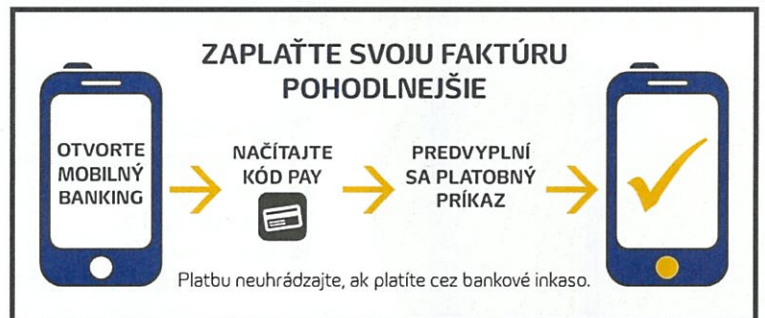 ZAPLAŤTE SVOJU FAKTÚRU
POHODLNEJŠIE
OTVORTE
MOBILNÝ
BANKING
NAČÍTAJTE
KÓD PAY
PREDVYPLNÍ
SA PLATOBNÝ
PRÍKAZ
Platbu neuhrádzajte, ak platíte cez bankové inkaso.